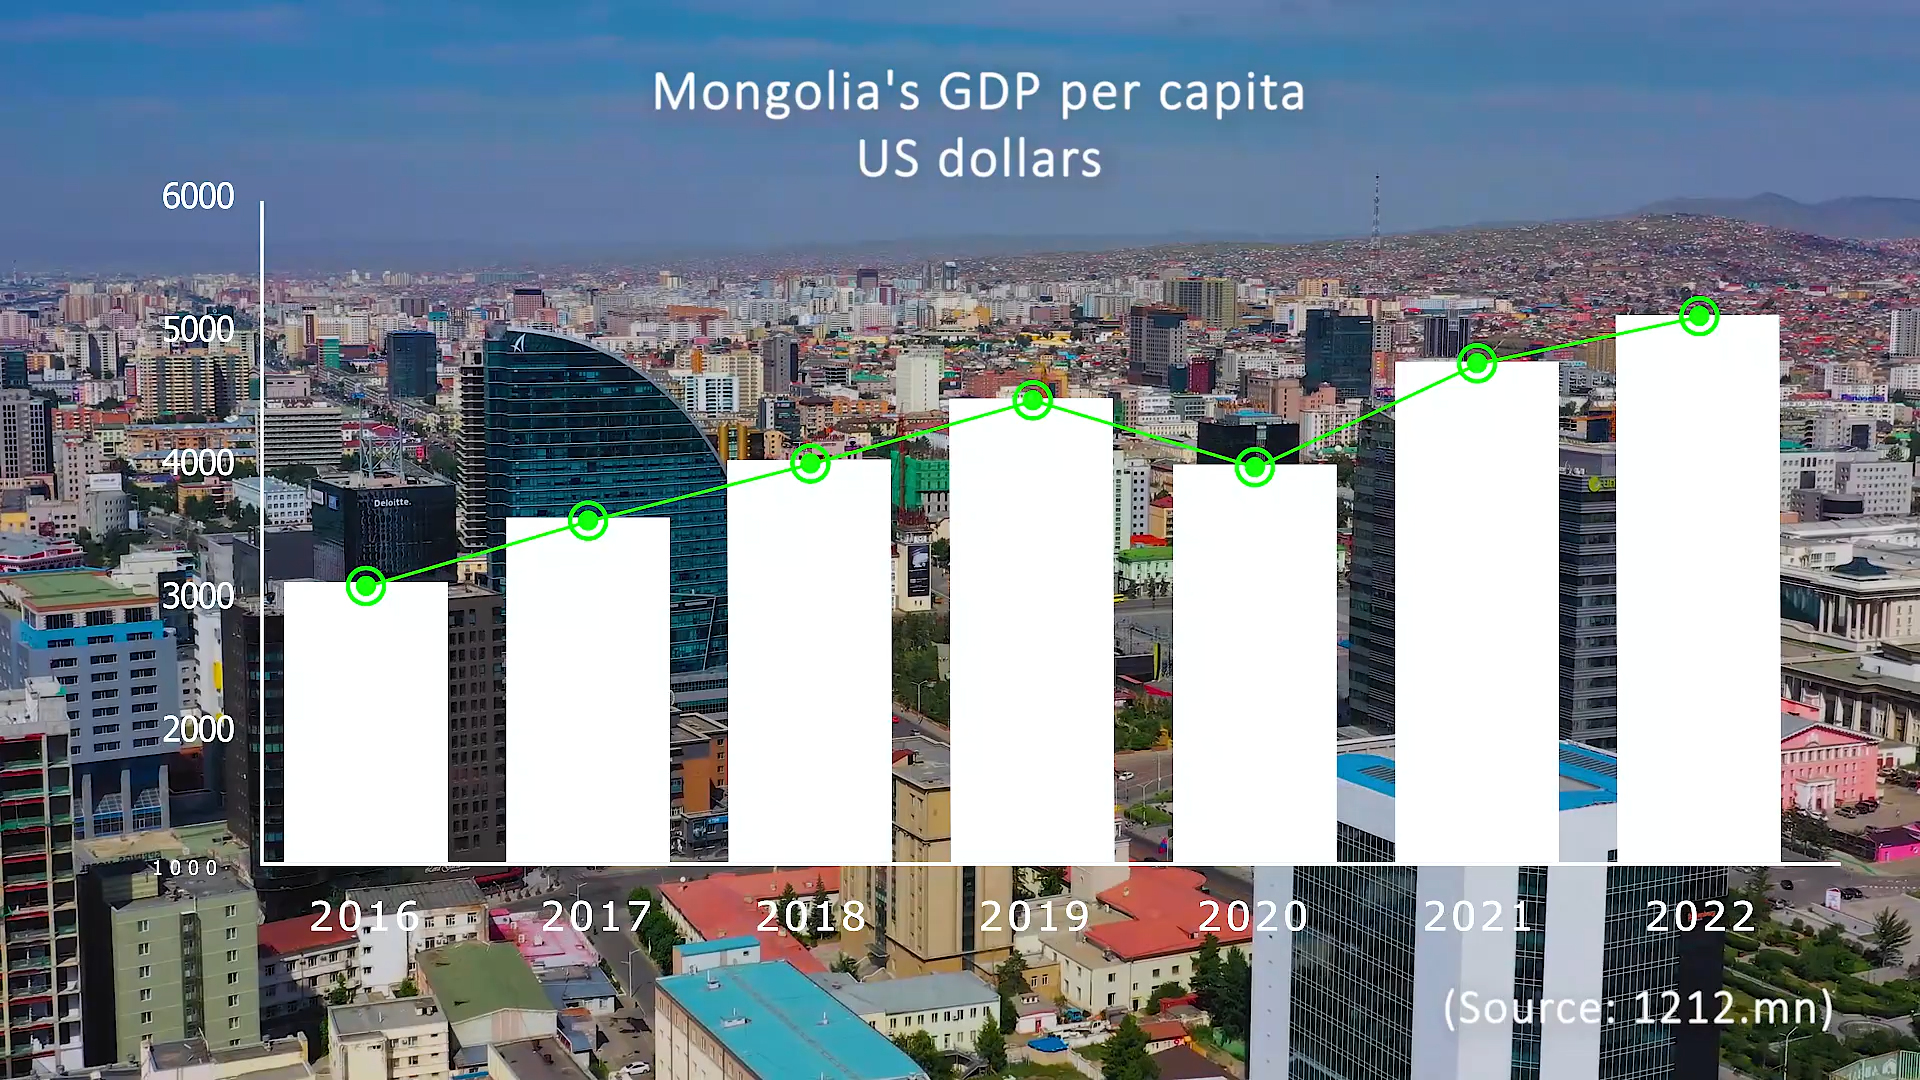 Mongolia's GDP per capita
US dollars
6000
5000
4000
3000
2000
1000
Deloitte.
2016 2017 2018 2019 2020 2021 2022
(Source: 1212.mn)